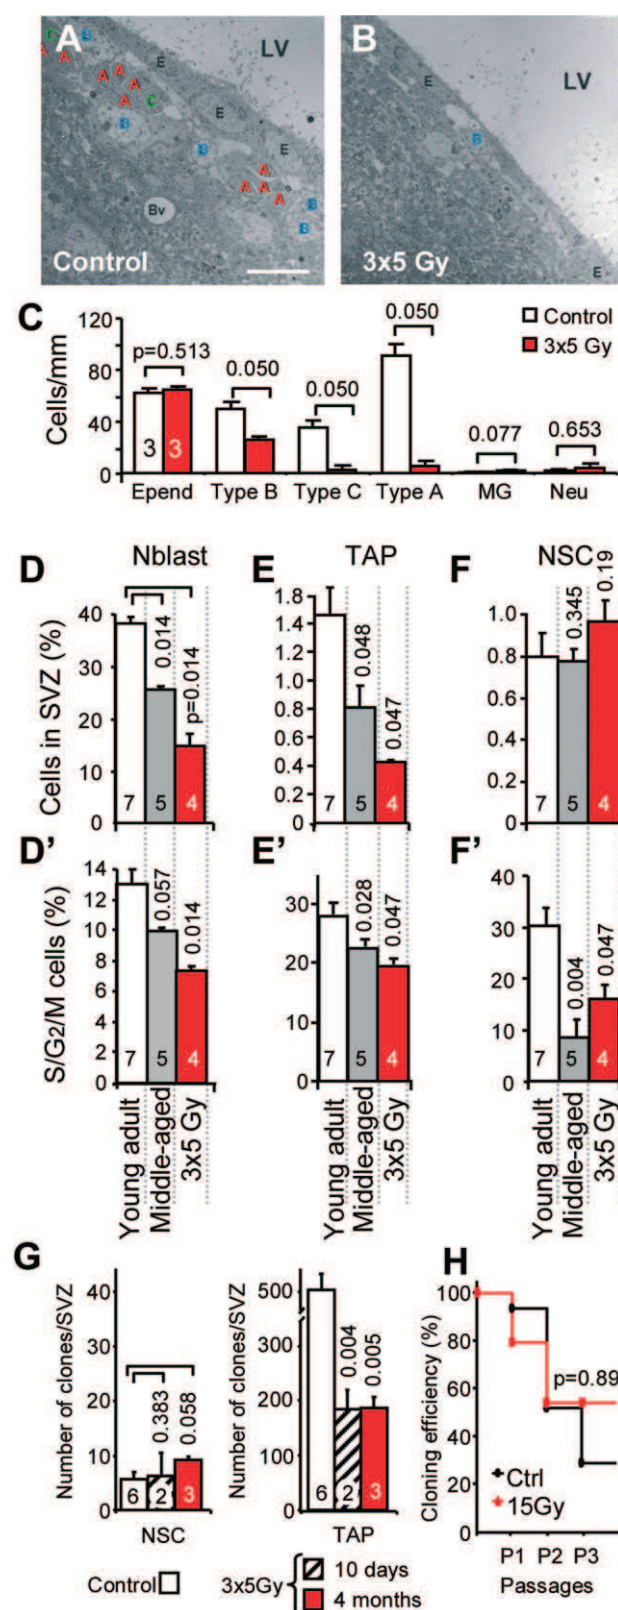 A B
C B E LV LV
A A A A A C E E
A B B E B
A A A A B
Bv B E
Control 3x5 Gy
C
Cells/mm
120
80
40
0
p=0.513 0.050 0.050 0.050 0.077 0.653
Control
3x5 Gy
3 3
Epend Type B Type C Type A MG Neu
D Nblast E TAP F NSC
Cells in SVZ (%)
40
30
20
10
0
0.014 p=0.014
7 5 4
1.8
1.6
1.4
1.2
1.0
0.8
0.6
0.4
0.2
0
0.048 0.047
7 5 4
1.0
0.8
0.6
0.4
0.2
0
0.345 0.19
7 5 4
D' E' F'
S/G2/M cells (%)
14
12
10
8
6
4
2
0
0.057 0.014
7 5 4
30
20
10
0
0.028 0.047
7 5 4
40
30
20
10
0
0.004 0.047
7 5 4
Young adult Middle-aged 3x5 Gy
Young adult Middle-aged 3x5 Gy
Young adult Middle-aged 3x5 Gy
G
Number of clones/SVZ
40
30
20
10
0
0.383 0.058
6 2 3
NSC
Number of clones/SVZ
500
300
200
100
0
0.004 0.005
6 2 3
TAP
Control 3x5Gy 10 days
4 months
H
Cloning efficiency (%)
100
80
60
40
20
0
p=0.89
Ctrl
15Gy
P1 P2 P3
Passages